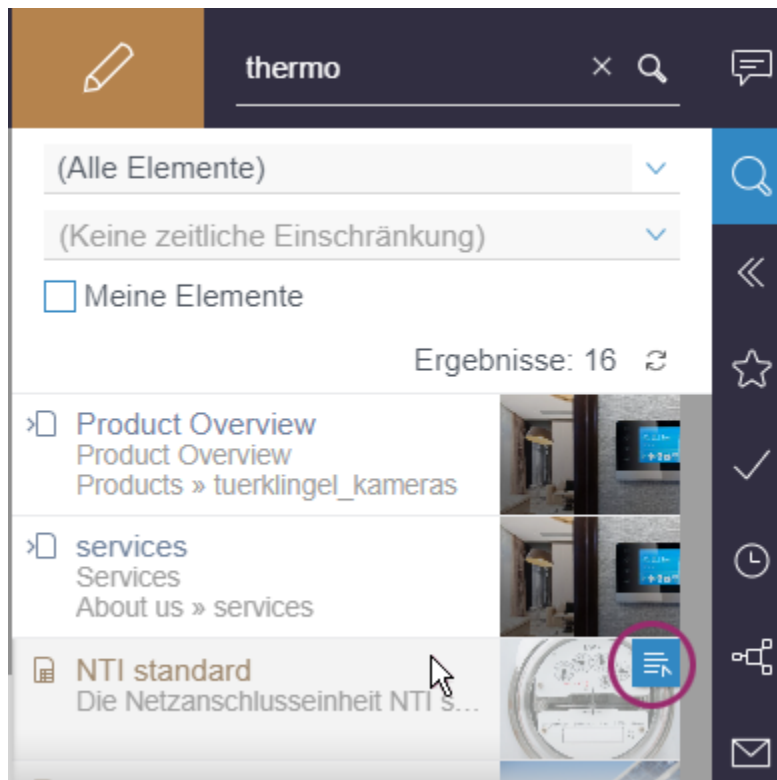 thermo
(Alle Elemente)
(Keine zeitliche Einschränkung)
Meine Elemente
Ergebnisse: 16
Product Overview
Product Overview
Products » tuerklingel_kameras
services
Services
About us » services
NTI standard
Die Netzanschlusseinheit NTI s...